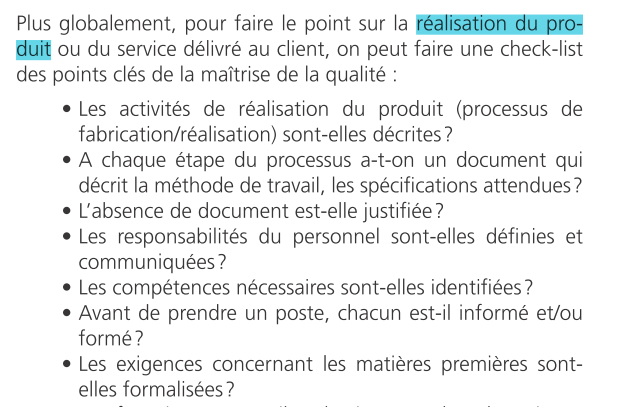 Plus globalement, pour faire le point sur la réalisation du pro-
duit ou du service délivré au client, on peut faire une check-list
des points clés de la maîtrise de la qualité :
• Les activités de réalisation du produit (processus de
fabrication/réalisation) sont-elles décrites ?
• A chaque étape du processus a-t-on un document qui
décrit la méthode de travail, les spécifications attendues ?
• L'absence de document est-elle justifiée ?
• Les responsabilités du personnel sont-elles définies et
communiquées ?
• Les compétences nécessaires sont-elles identifiées ?
• Avant de prendre un poste, chacun est-il informé et/ou
formé ?
• Les exigences concernant les matières premières sont-
elles formalisées ?